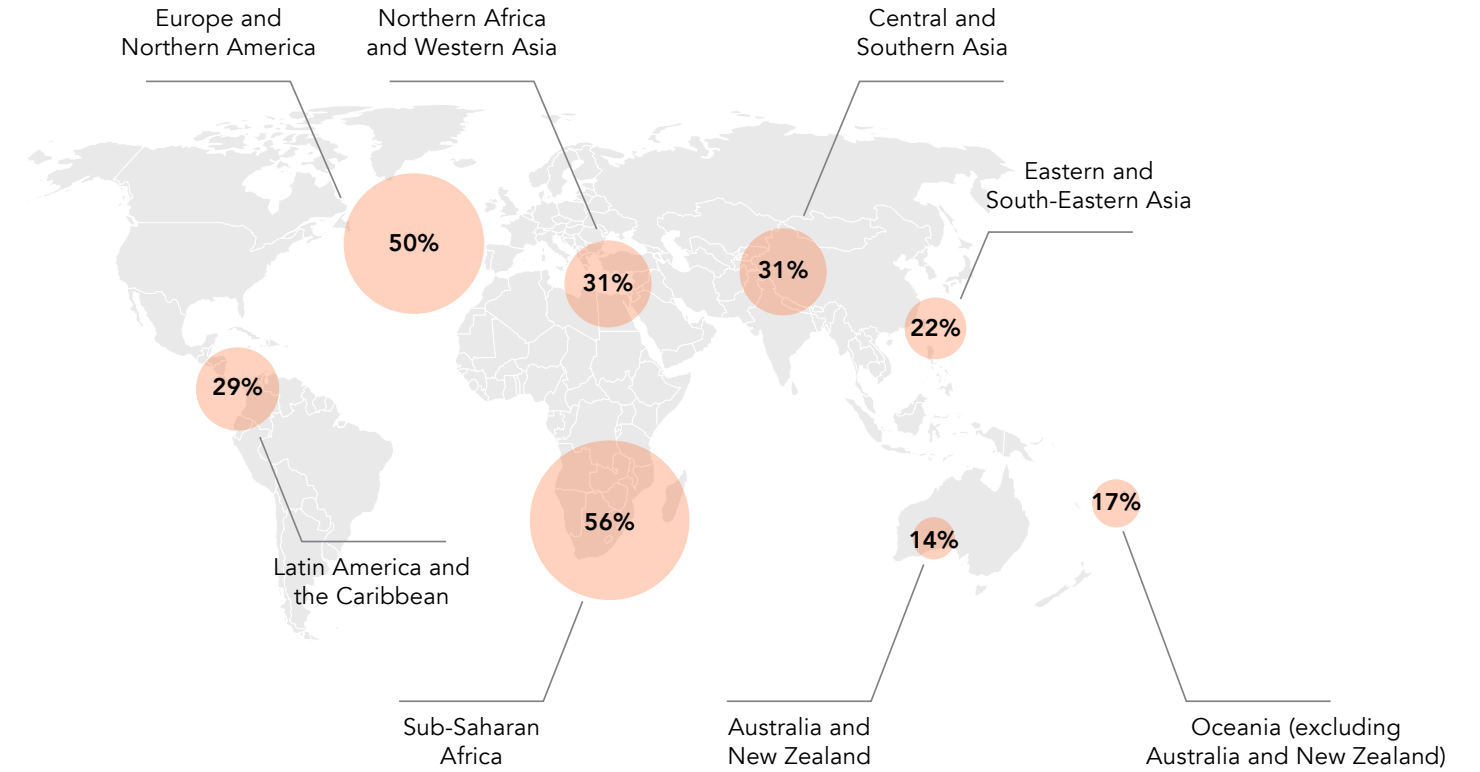 Europe and
Northern America
Northern Africa
and Western Asia
Central and
Southern Asia
Eastern and
South-Eastern Asia
50%
31%
31%
22%
29%
56%
14%
17%
Latin America and
the Caribbean
Sub-Saharan
Africa
Australia and
New Zealand
Oceania (excluding
Australia and New Zealand)